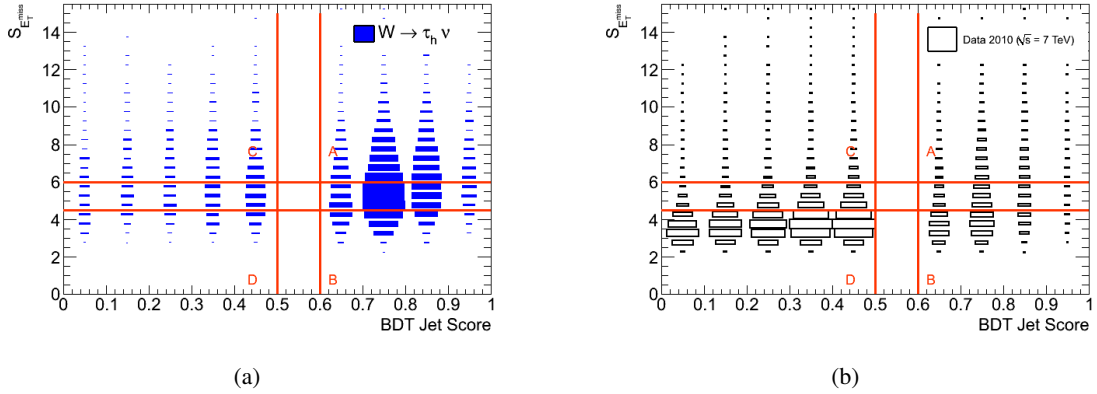 S_{E_T^{miss}}
14
12
10
8
6
4
2
0
W → τ_h ν
C
A
D
B
0 0.1 0.2 0.3 0.4 0.5 0.6 0.7 0.8 0.9 1
BDT Jet Score
(a)
S_{E_T^{miss}}
14
12
10
8
6
4
2
0
Data 2010 (√s = 7 TeV)
C
A
D
B
0 0.1 0.2 0.3 0.4 0.5 0.6 0.7 0.8 0.9 1
BDT Jet Score
(b)